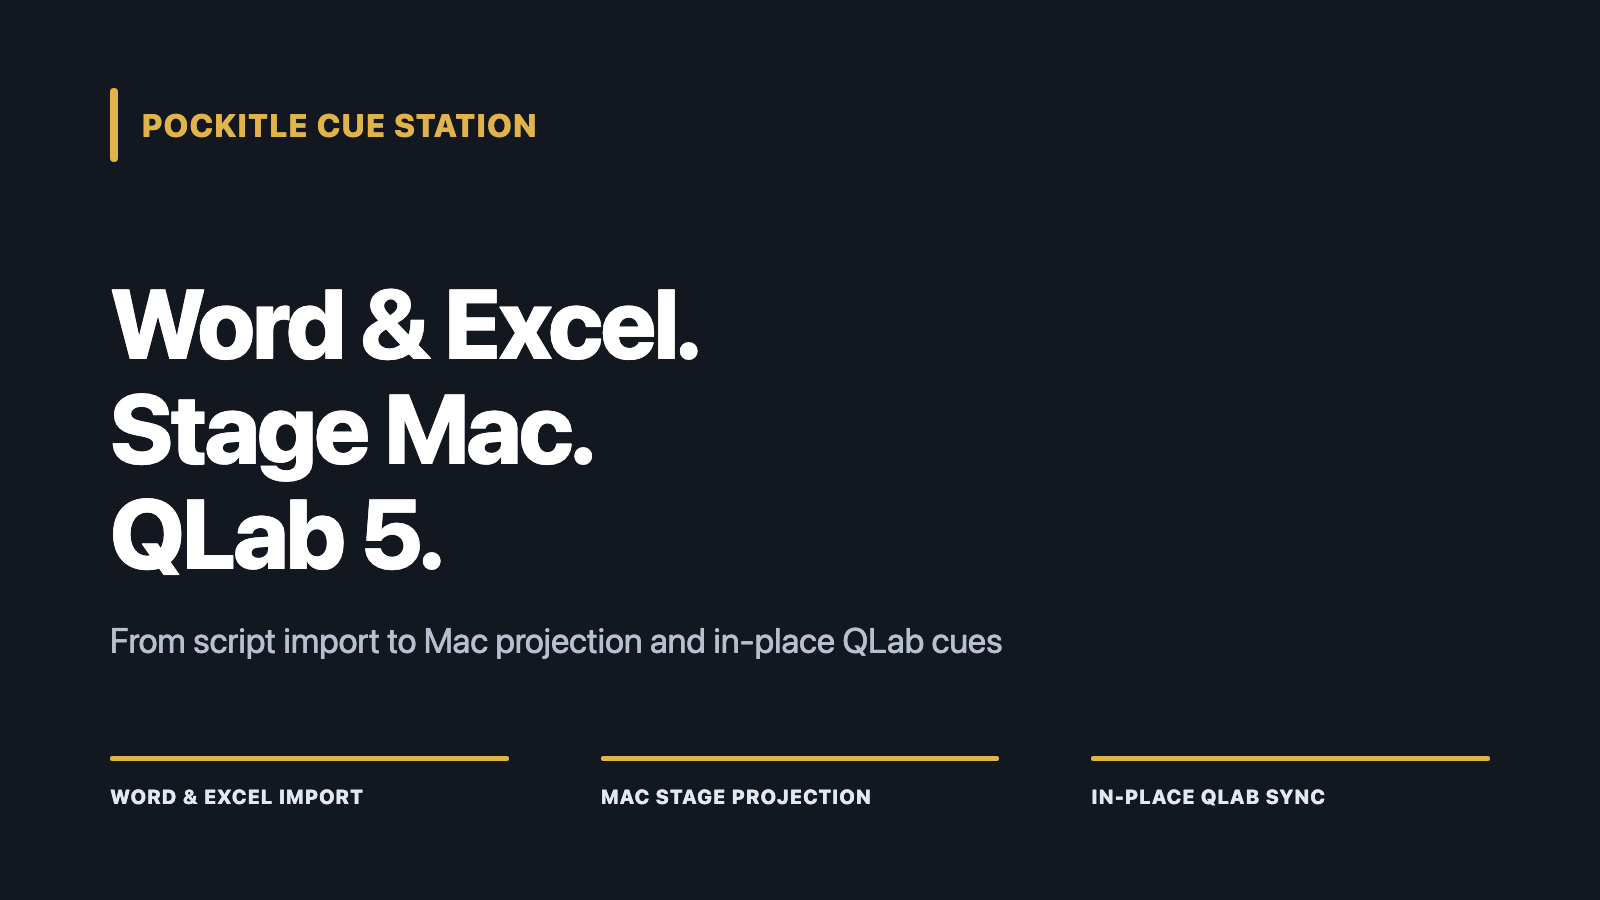 POCKITLE CUE STATION
Word & Excel.
Stage Mac.
QLab 5.
From script import to Mac projection and in-place QLab cues
WORD & EXCEL IMPORT
MAC STAGE PROJECTION
IN-PLACE QLAB SYNC